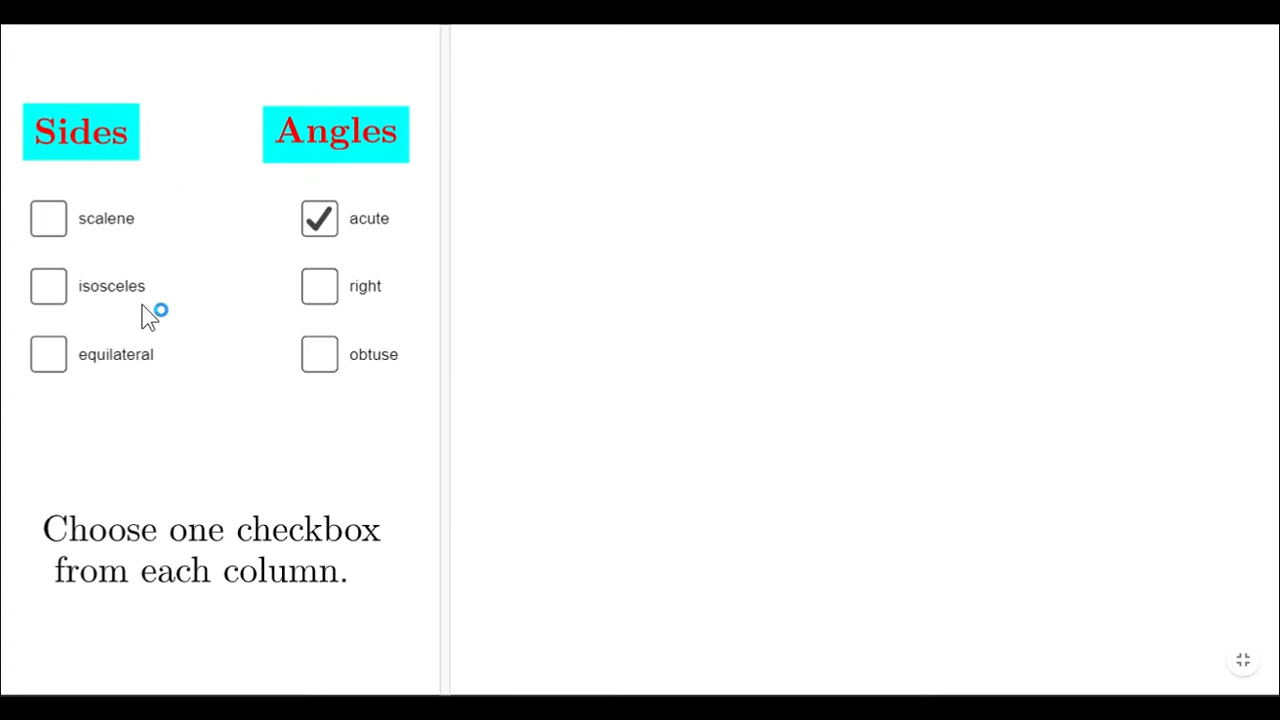 Sides
Angles
scalene
acute
isosceles
right
equilateral
obtuse
Choose one checkbox
from each column.